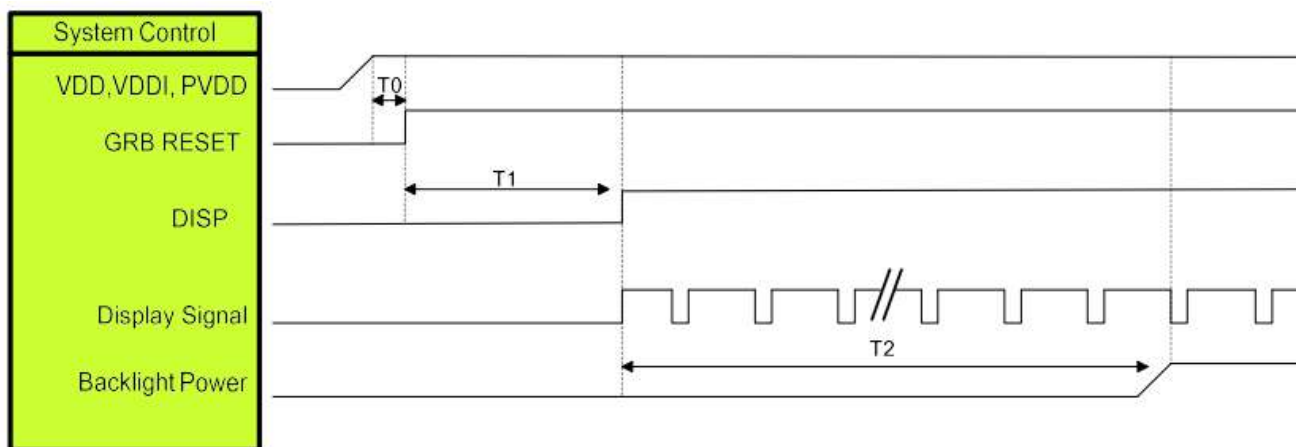 System Control
VDD,VDDI, PVDD
T0
GRB RESET
T1
DISP
Display Signal
T2
Backlight Power